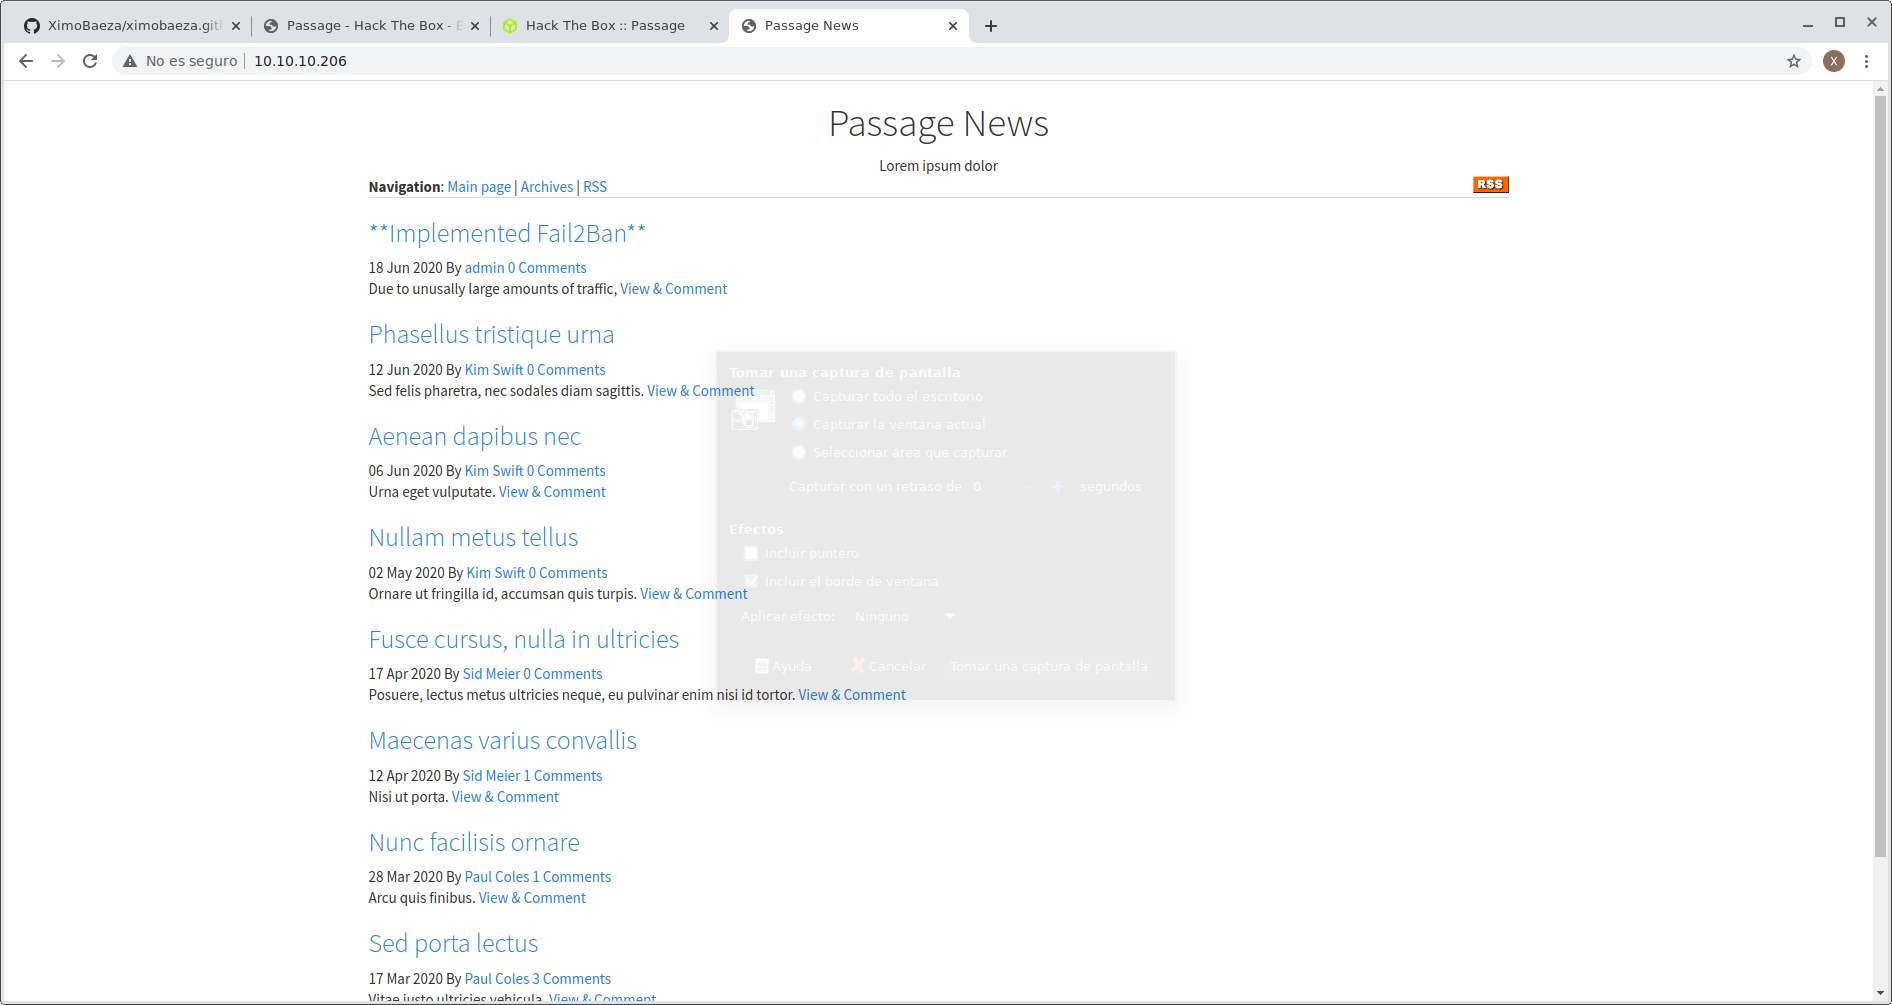 XimoBaeza/ximobaeza.gitl
Passage - Hack The Box - E
Hack The Box :: Passage
Passage News
No es seguro
10.10.10.206
X
Passage News
Lorem ipsum dolor
Navigation: Main page | Archives | RSS
RSS
**Implemented Fail2Ban**
18 Jun 2020 By admin 0 Comments
Due to unusally large amounts of traffic, View & Comment
Phasellus tristique urna
12 Jun 2020 By Kim Swift 0 Comments
Sed felis pharetra, nec sodales diam sagittis. View & Comment
Aenean dapibus nec
06 Jun 2020 By Kim Swift 0 Comments
Urna eget vulputate. View & Comment
Nullam metus tellus
02 May 2020 By Kim Swift 0 Comments
Ornare ut fringilla id, accumsan quis turpis. View & Comment
Fusce cursus, nulla in ultricies
17 Apr 2020 By Sid Meier 0 Comments
Posuere, lectus metus ultricies neque, eu pulvinar enim nisi id tortor. View & Comment
Maecenas varius convallis
12 Apr 2020 By Sid Meier 1 Comments
Nisi ut porta. View & Comment
Nunc facilisis ornare
28 Mar 2020 By Paul Coles 1 Comments
Arcu quis finibus. View & Comment
Sed porta lectus
17 Mar 2020 By Paul Coles 3 Comments
Vitae justo ultricies vehicula. View & Comment
Tomar una captura de pantalla
Capturar todo el escritorio
Capturar la ventana actual
Seleccionar área que capturar
Capturar con un retraso de 0 − + segundos
Efectos
Incluir puntero
Incluir el borde de ventana
Aplicar efecto: Ninguno
Ayuda Cancelar Tomar una captura de pantalla